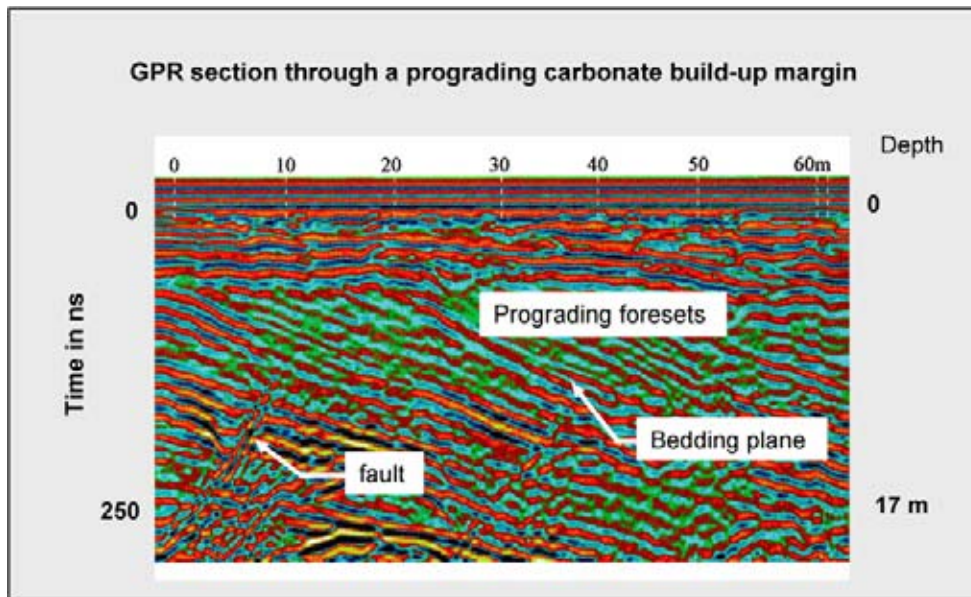 GPR section through a prograding carbonate build-up margin
Depth
0 10 20 30 40 50 60m
0
0
Time in ns
Prograding foresets
Bedding plane
fault
250
17 m